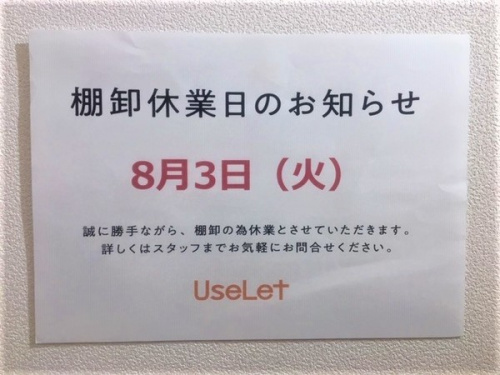 棚卸休業日のお知らせ
8月3日（火）
誠に勝手ながら、棚卸の為休業とさせていただきます。
詳しくはスタッフまでお気軽にお問合せください。
UseLet